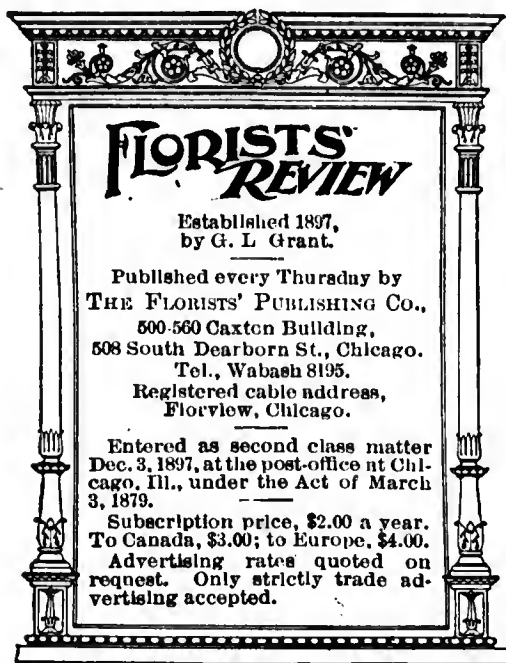 FLORISTS'
REVIEW
Established 1897,
by G. L Grant.
Published every Thursday by
THE FLORISTS' PUBLISHING CO.,
500-560 Caxton Building,
508 South Dearborn St., Chicago.
Tel., Wabash 8195.
Registered cable address,
Florview, Chicago.
Entered as second class matter
Dec. 3, 1897, at the post-office at Chi-
cago, Ill., under the Act of March
3, 1879.
Subscription price, $2.00 a year.
To Canada, $3.00; to Europe, $4.00.
Advertising rates quoted on
request. Only strictly trade ad-
vertising accepted.